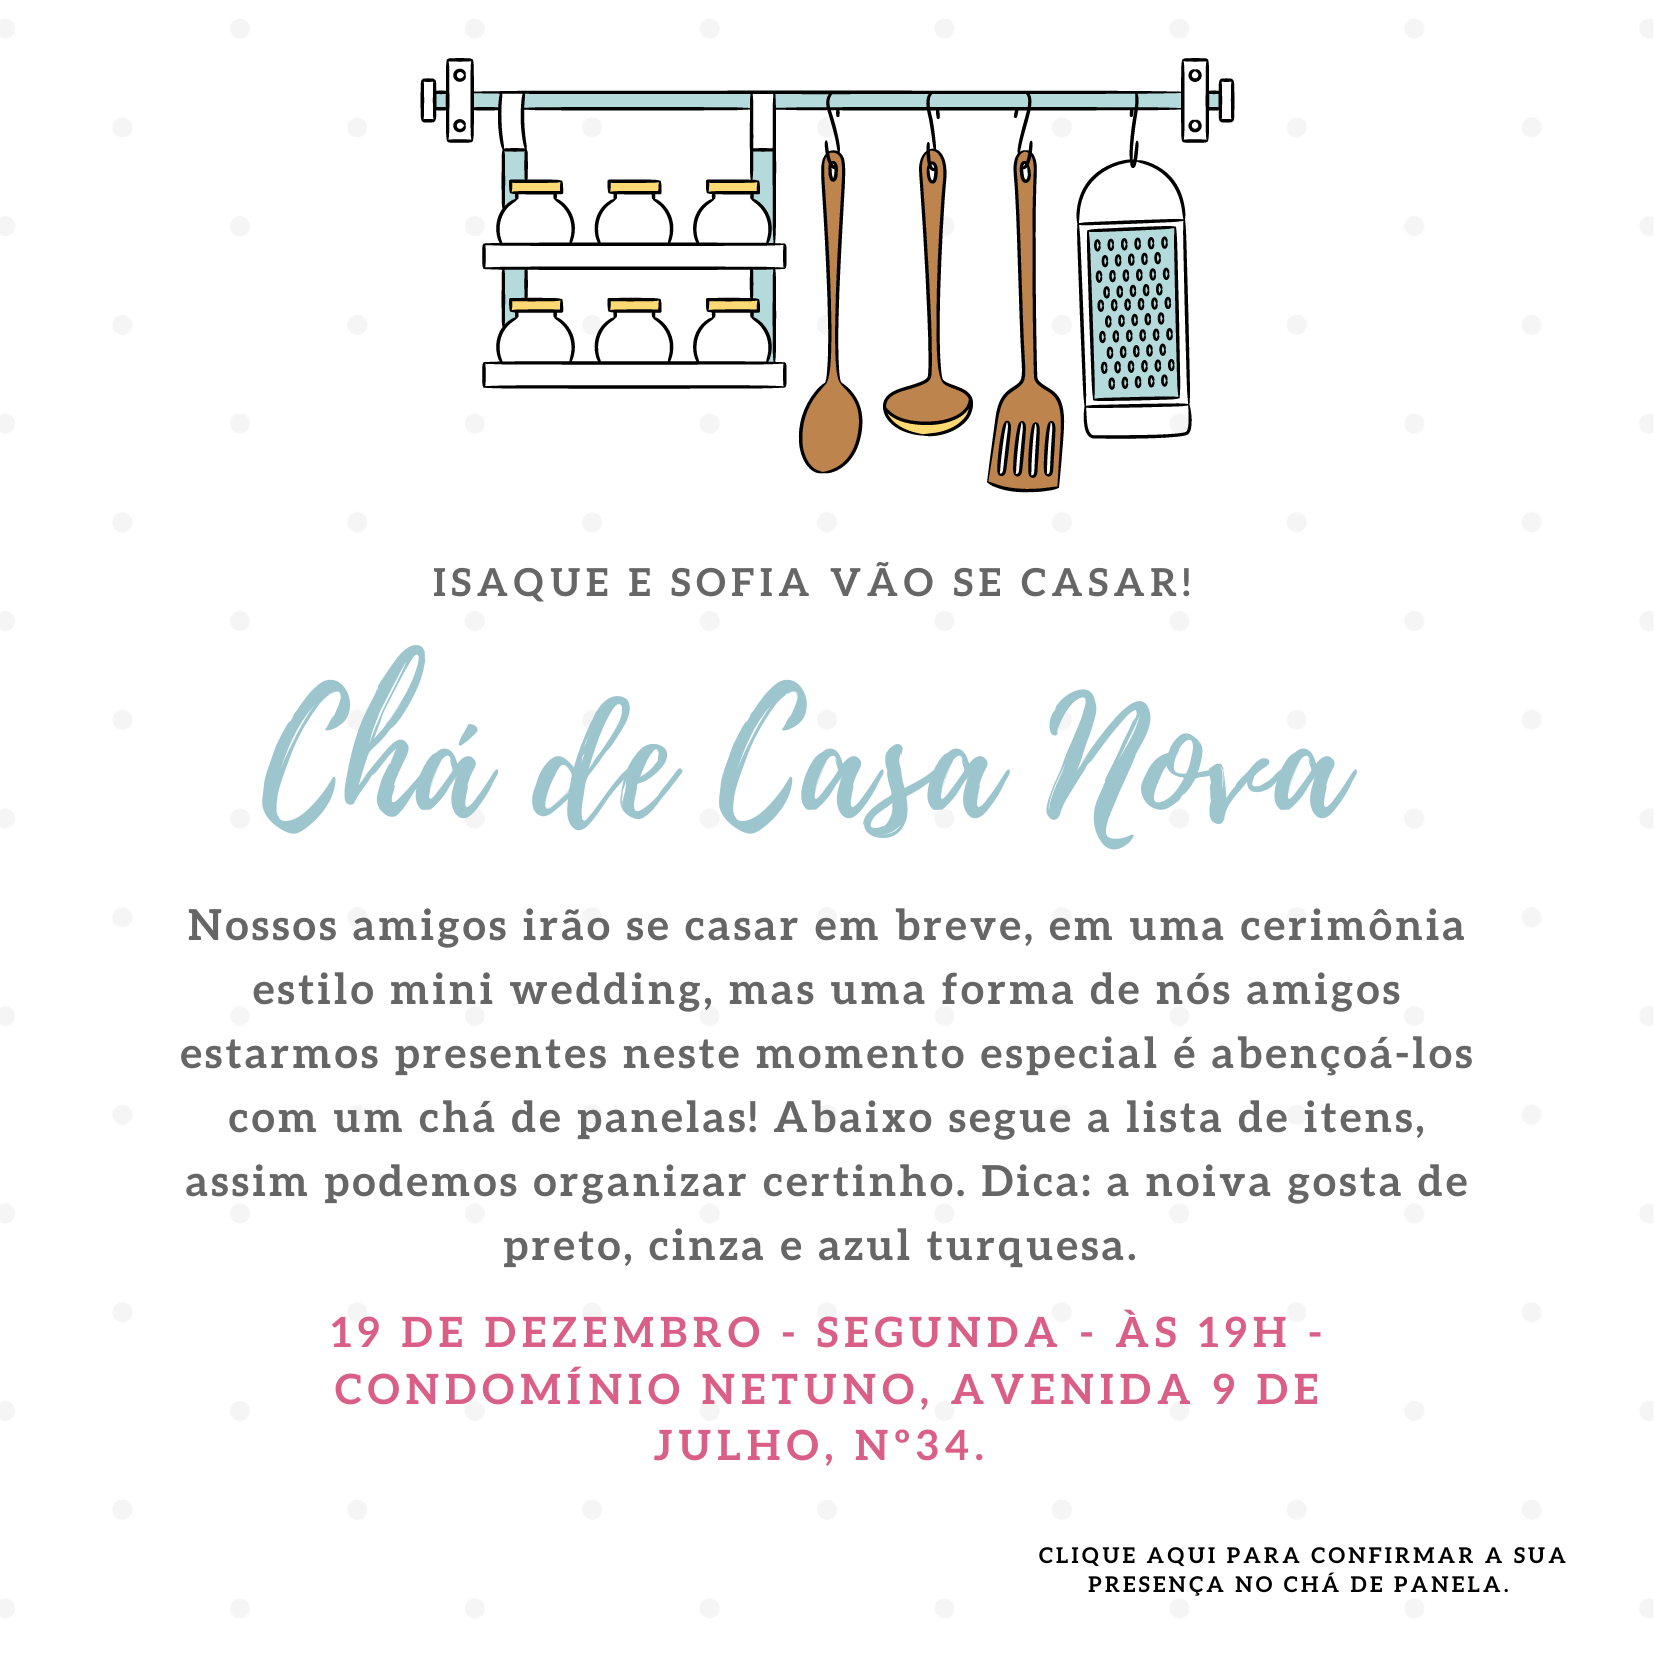 ISAQUE E SOFIA VÃO SE CASAR!
Chá de Casa Nova
Nossos amigos irão se casar em breve, em uma cerimônia
estilo mini wedding, mas uma forma de nós amigos
estarmos presentes neste momento especial é abençoá-los
com um chá de panelas! Abaixo segue a lista de itens,
assim podemos organizar certinho. Dica: a noiva gosta de
preto, cinza e azul turquesa.
19 DE DEZEMBRO - SEGUNDA - ÀS 19H -
CONDOMÍNIO NETUNO, AVENIDA 9 DE
JULHO, Nº34.
CLIQUE AQUI PARA CONFIRMAR A SUA
PRESENÇA NO CHÁ DE PANELA.